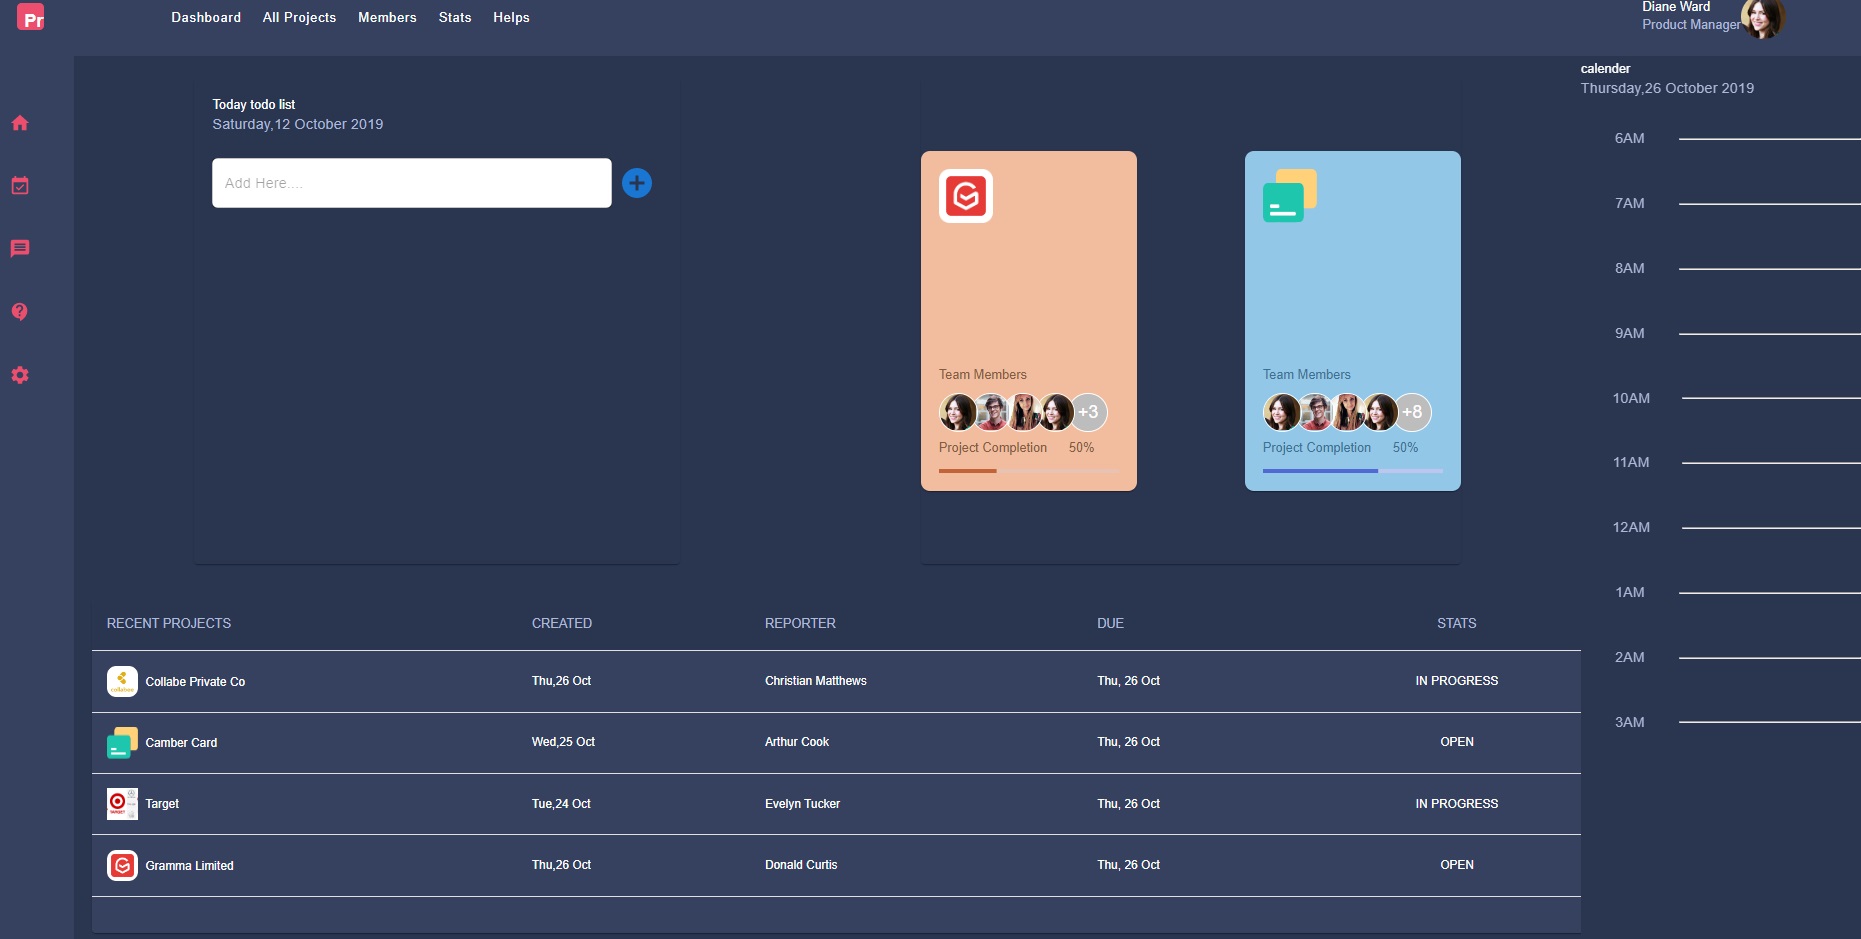 Pr
Dashboard All Projects Members Stats Helps
Diane Ward
Product Manager
Today todo list
Saturday,12 October 2019
Add Here....
Team Members
+3
Project Completion 50%
Team Members
+8
Project Completion 50%
calender
Thursday,26 October 2019
6AM
7AM
8AM
9AM
10AM
11AM
12AM
1AM
2AM
3AM
RECENT PROJECTS CREATED REPORTER DUE STATS
collabee
Collabe Private Co Thu,26 Oct Christian Matthews Thu, 26 Oct IN PROGRESS
Camber Card Wed,25 Oct Arthur Cook Thu, 26 Oct OPEN
TARGET
Target Tue,24 Oct Evelyn Tucker Thu, 26 Oct IN PROGRESS
Gramma Limited Thu,26 Oct Donald Curtis Thu, 26 Oct OPEN